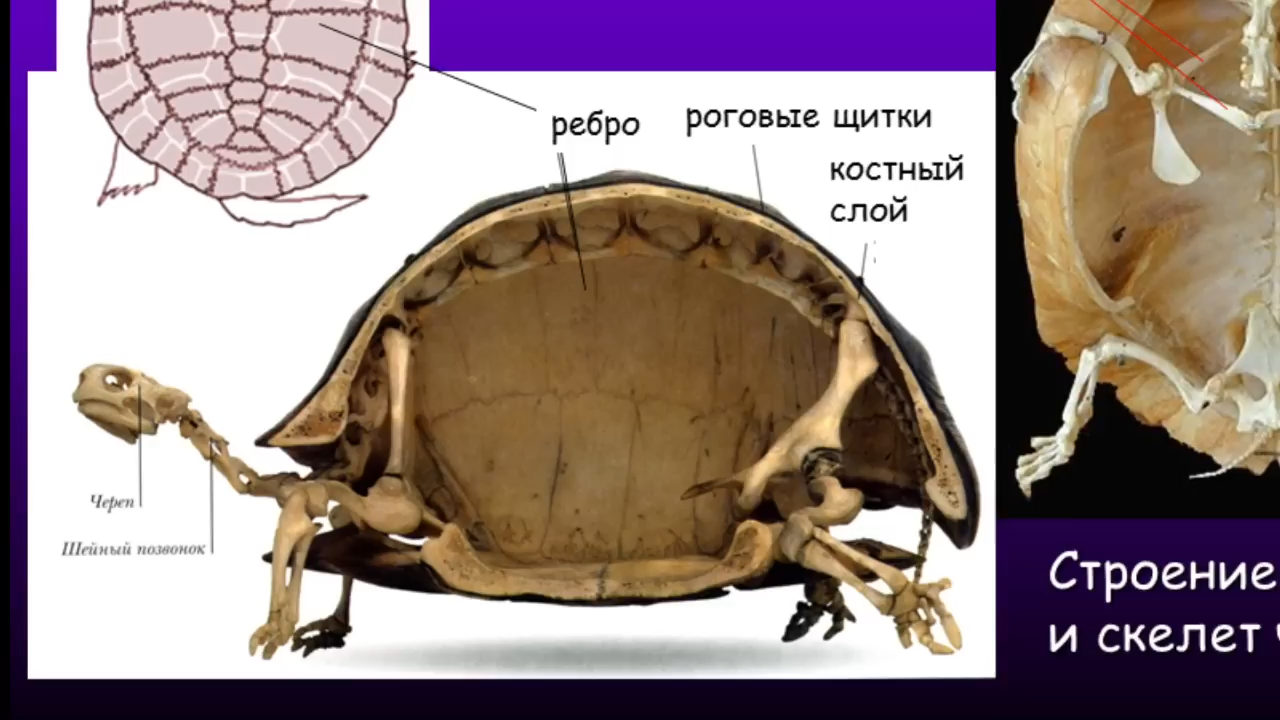 ребро
роговые щитки
костный
слой
Череп
Шейный позвонок
Строение
и скелет